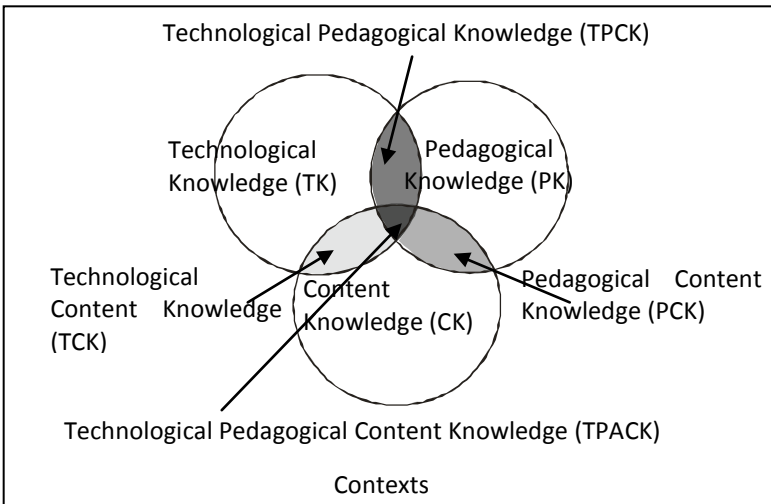 Technological Pedagogical Knowledge (TPCK)
Technological
Knowledge (TK)
Pedagogical
Knowledge (PK)
Technological
Content Knowledge
(TCK)
Content
Knowledge (CK)
Pedagogical Content
Knowledge (PCK)
Technological Pedagogical Content Knowledge (TPACK)
Contexts